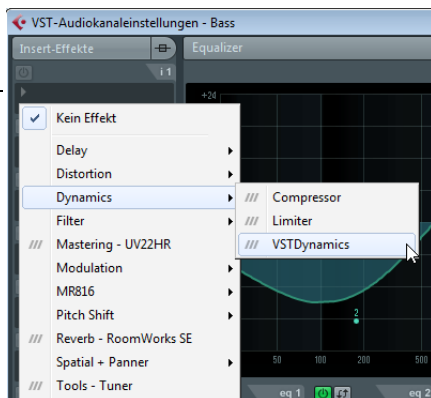 VST-Audiokanaleinstellungen - Bass
Insert-Effekte
Equalizer
i 1
+24
Kein Effekt
Delay
Distortion
Dynamics
Compressor
Filter
Limiter
/// Mastering - UV22HR
VSTDynamics
Modulation
MR816
Pitch Shift
2
/// Reverb - RoomWorks SE
Spatial + Panner
50 100 200 500
/// Tools - Tuner
eq 1
eq 2